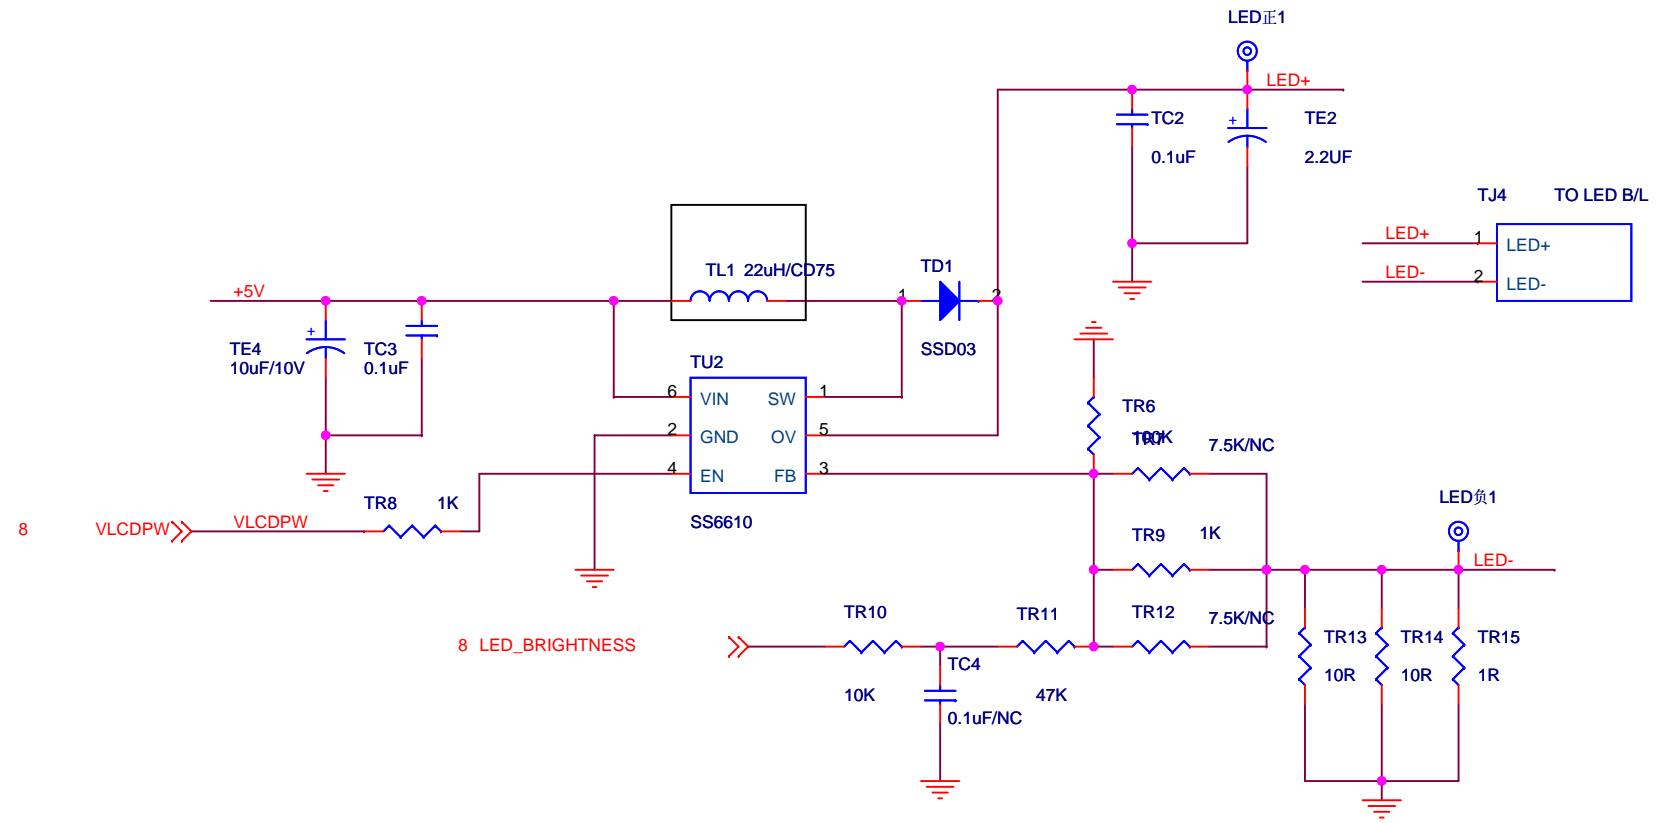 LED正1
LED+
TC2
TE2
0.1uF
2.2UF
+
TJ4
TO LED B/L
LED+
1
LED+
LED-
2
LED-
TL1 22uH/CD75
TD1
1
2
+5V
+
TE4
TC3
10uF/10V
0.1uF
SSD03
TU2
6
VIN
SW
1
2
GND
OV
5
4
EN
FB
3
SS6610
TR6
100K
TR7
7.5K/NC
TR8
1K
8
VLCDPW
VLCDPW
LED负1
TR9
1K
LED-
TR10
TR11
TR12
7.5K/NC
8 LED_BRIGHTNESS
TC4
10K
47K
0.1uF/NC
TR13
TR14
TR15
10R
10R
1R